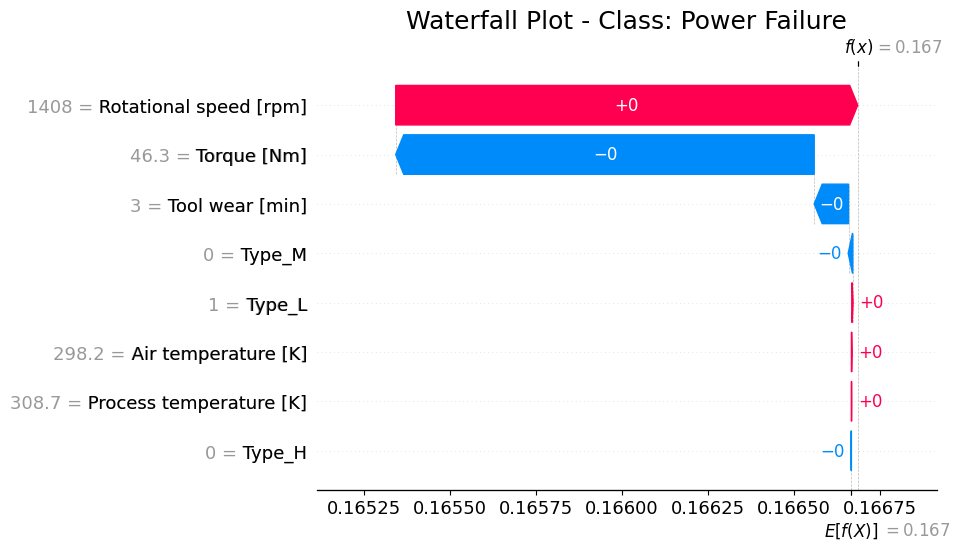 Waterfall Plot - Class: Power Failure
f(x) = 0.167
1408 = Rotational speed [rpm]
+0
46.3 = Torque [Nm]
−0
3 = Tool wear [min]
−0
0 = Type_M
−0
1 = Type_L
+0
298.2 = Air temperature [K]
+0
308.7 = Process temperature [K]
+0
0 = Type_H
−0
0.16525 0.16550 0.16575 0.16600 0.16625 0.16650 0.16675
E[f(X)] = 0.167